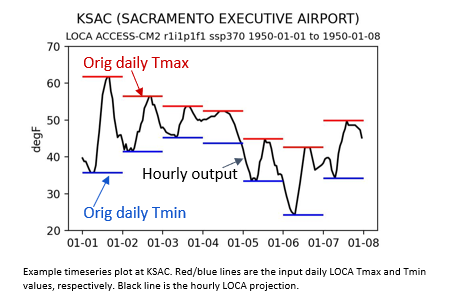 KSAC (SACRAMENTO EXECUTIVE AIRPORT)
LOCA ACCESS-CM2 r1i1p1f1 ssp370 1950-01-01 to 1950-01-08
70
Orig daily Tmax
60
50
degF
40
Hourly output
30
Orig daily Tmin
20
01-01 01-02 01-03 01-04 01-05 01-06 01-07 01-08
Example timeseries plot at KSAC. Red/blue lines are the input daily LOCA Tmax and Tmin
values, respectively. Black line is the hourly LOCA projection.